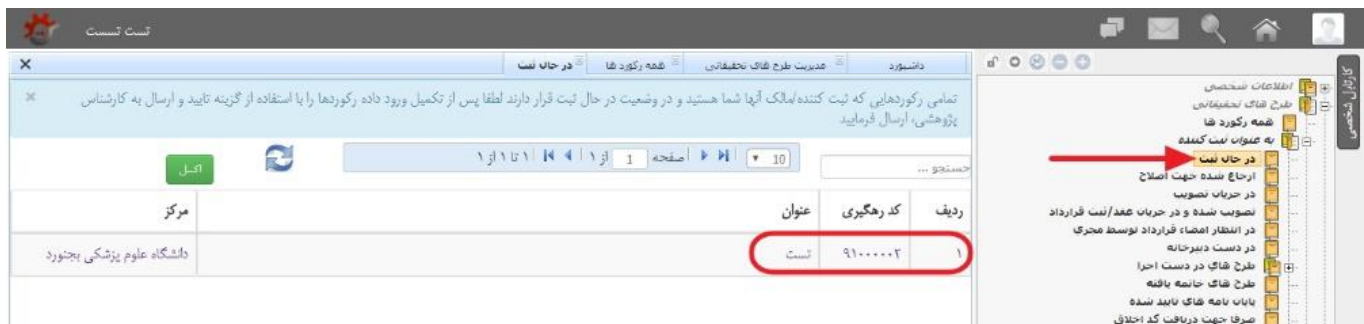 تست تسست
داشبورد
مدیریت طرح های تحقیقاتی
همه رکورد ها
در حال ثبت
تمامی رکوردهایی که ثبت کننده/مالک آنها شما هستید و در وضعیت در حال ثبت قرار دارند لطفا پس از تکمیل ورود داده رکوردها را با استفاده از گزینه تایید و ارسال به کارشناس
پژوهشی، ارسال فرمایید
10 صفحه 1 از ۱ ۱ تا ۱ از ۱
جستجو ...
اکسل
ردیف کد رهگیری عنوان مرکز
۱ ۹۱۰۰۰۰۰۲ تست دانشگاه علوم پزشکی بجنورد
کارتابل شخصی
اطلاعات شخصی
طرح های تحقیقاتی
همه رکورد ها
به عنوان ثبت کننده
در حال ثبت
ارجاع شده جهت اصلاح
در جریان تصویب
تصویب شده و در جریان عقد/ثبت قرارداد
در انتظار امضاء قرارداد توسط مجری
در دست دبیرخانه
طرح های در دست اجرا
طرح های خاتمه یافته
پایان نامه های تایید شده
صرفا جهت دریافت کد اخلاق